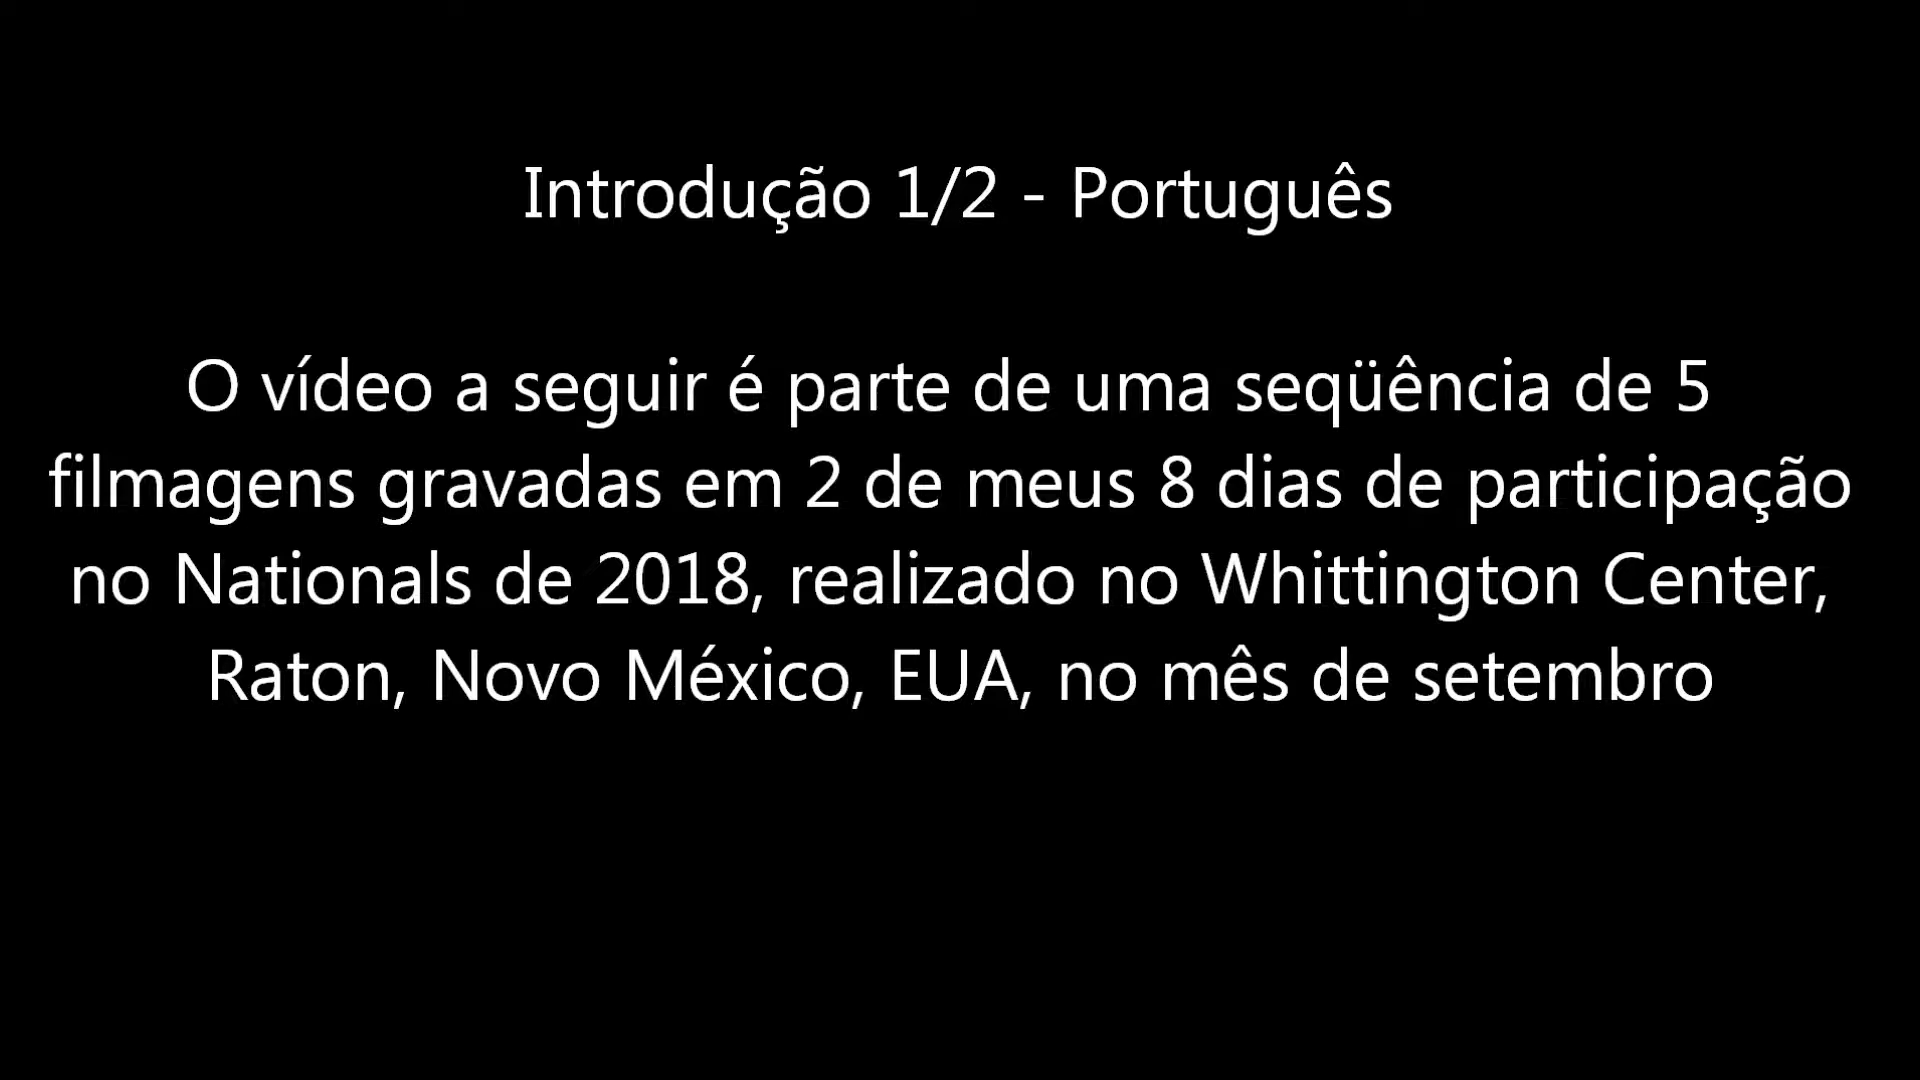 Introdução 1/2 - Português
O vídeo a seguir é parte de uma seqüência de 5
filmagens gravadas em 2 de meus 8 dias de participação
no Nationals de 2018, realizado no Whittington Center,
Raton, Novo México, EUA, no mês de setembro